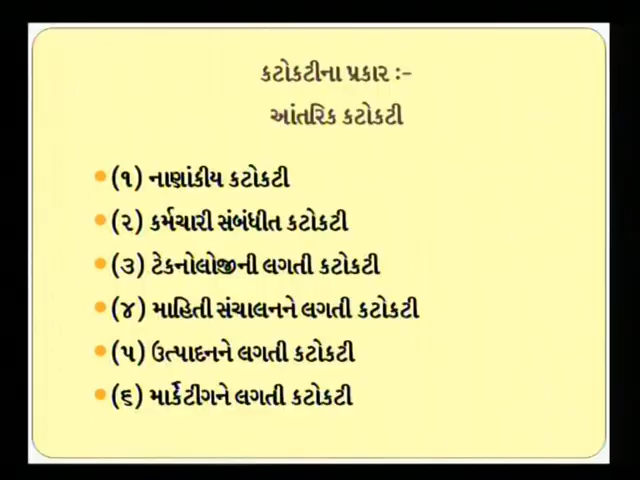 કટોકટીના પ્રકાર :-
આંતરિક કટોકટી
(૧) નાણાંકીય કટોકટી
(૨) કર્મચારી સંબંધીત કટોકટી
(૩) ટેકનોલોજીની લગતી કટોકટી
(૪) માહિતી સંચાલનને લગતી કટોકટી
(૫) ઉત્પાદનને લગતી કટોકટી
(૬) માર્કેટીંગને લગતી કટોકટી